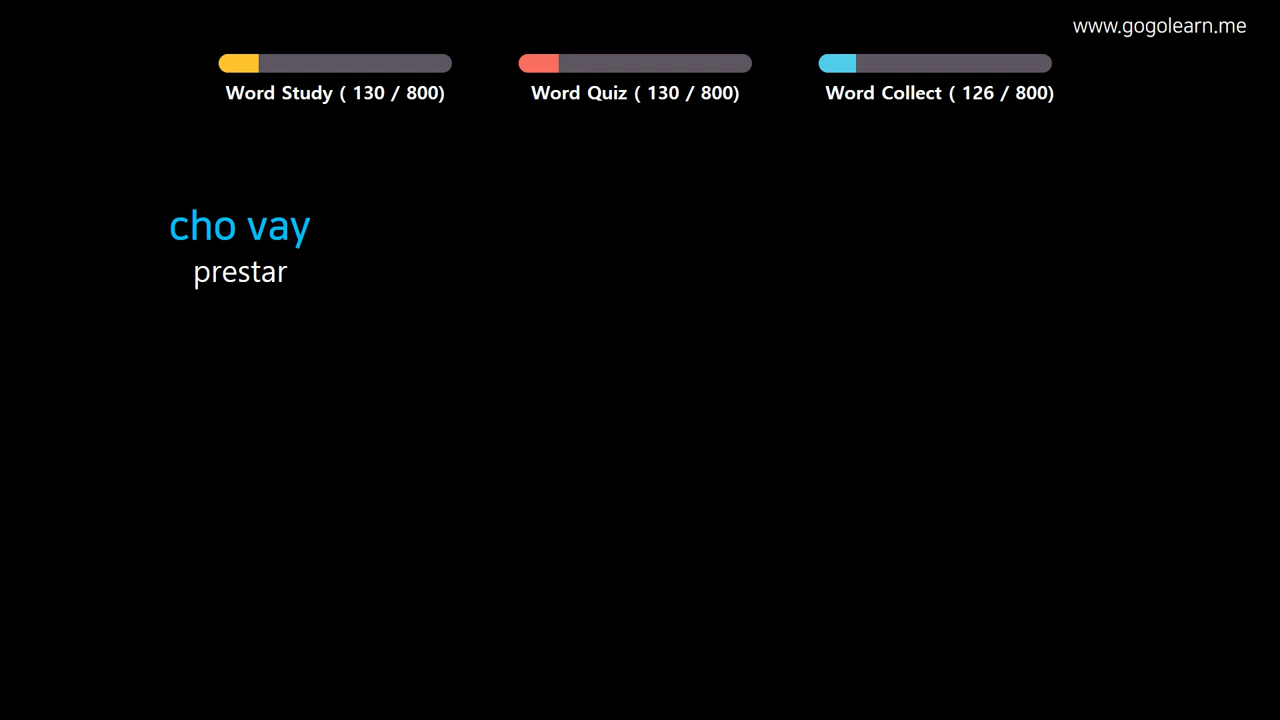 www.gogolearn.me
Word Study ( 130 / 800)
Word Quiz ( 130 / 800)
Word Collect ( 126 / 800)
cho vay
prestar